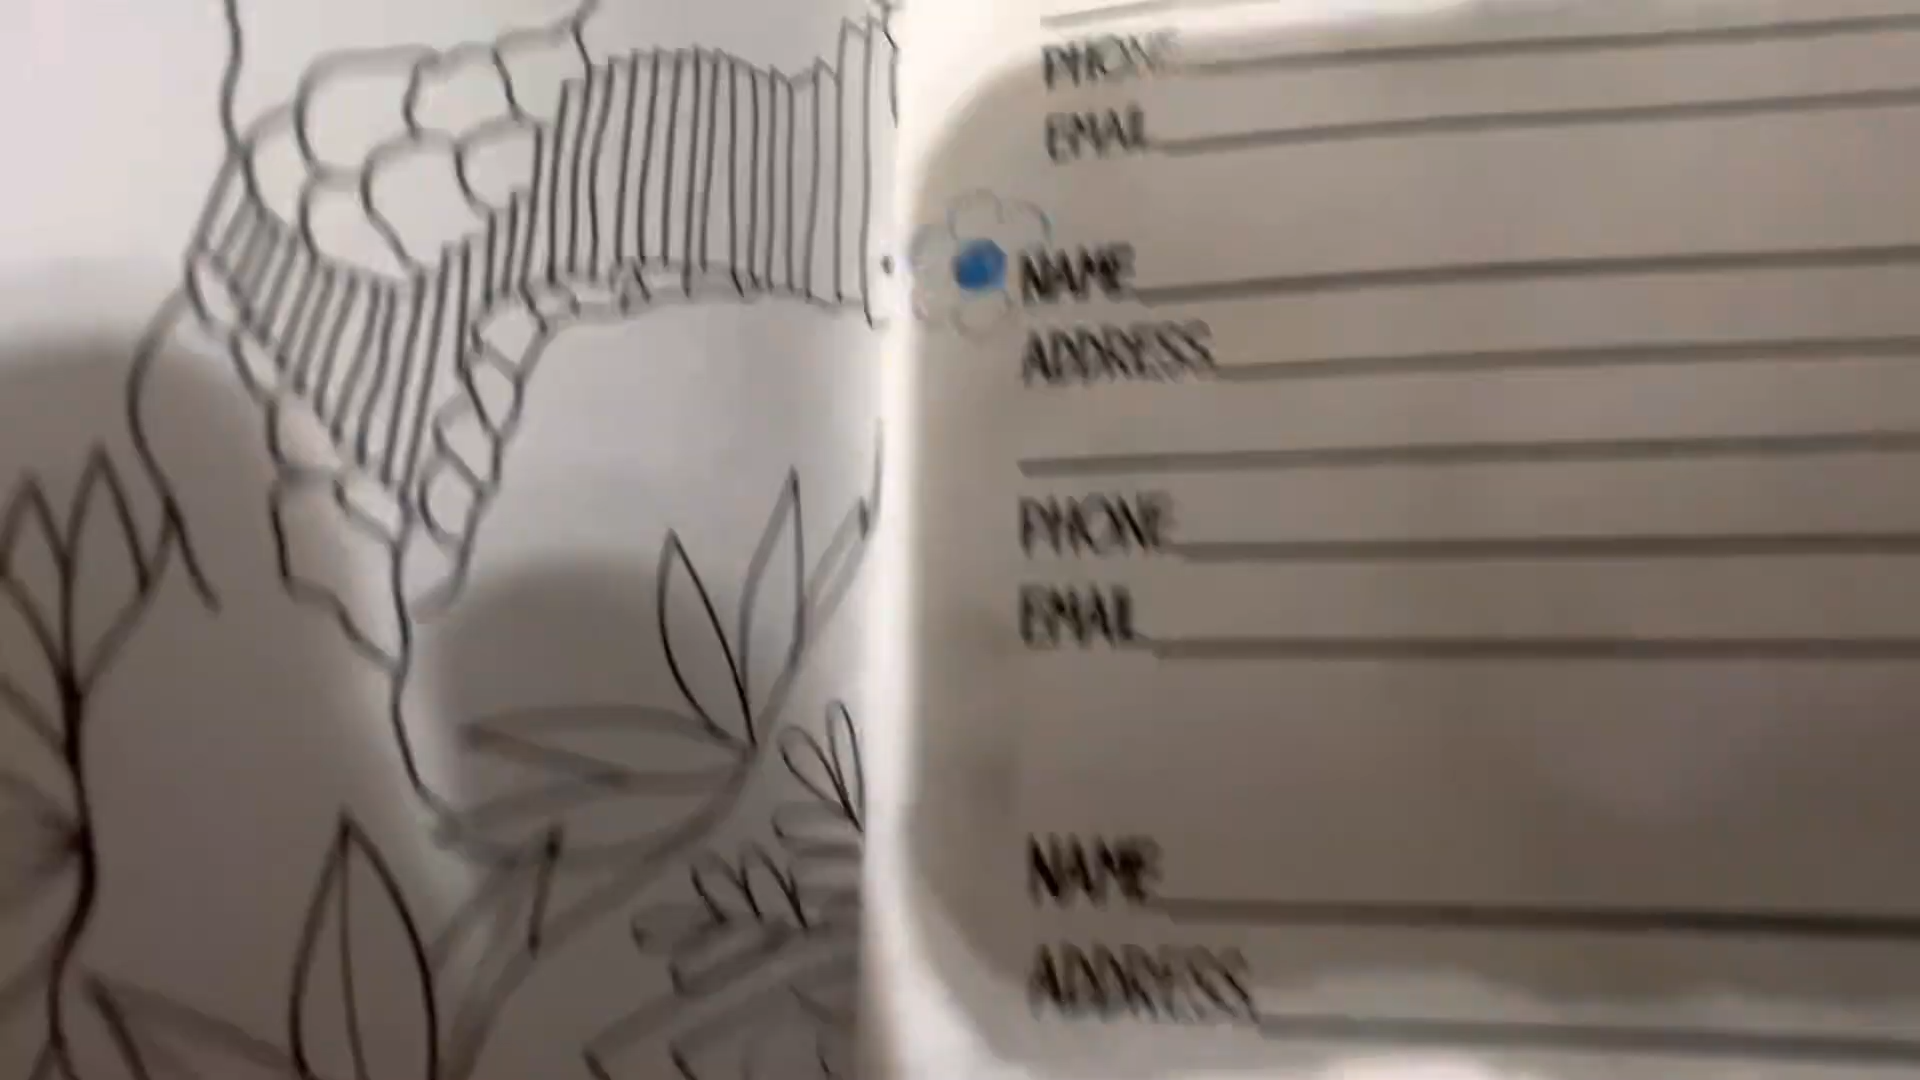 PHONE
EMAIL
NAME
ADDRESS
PHONE
EMAIL
NAME
ADDRESS